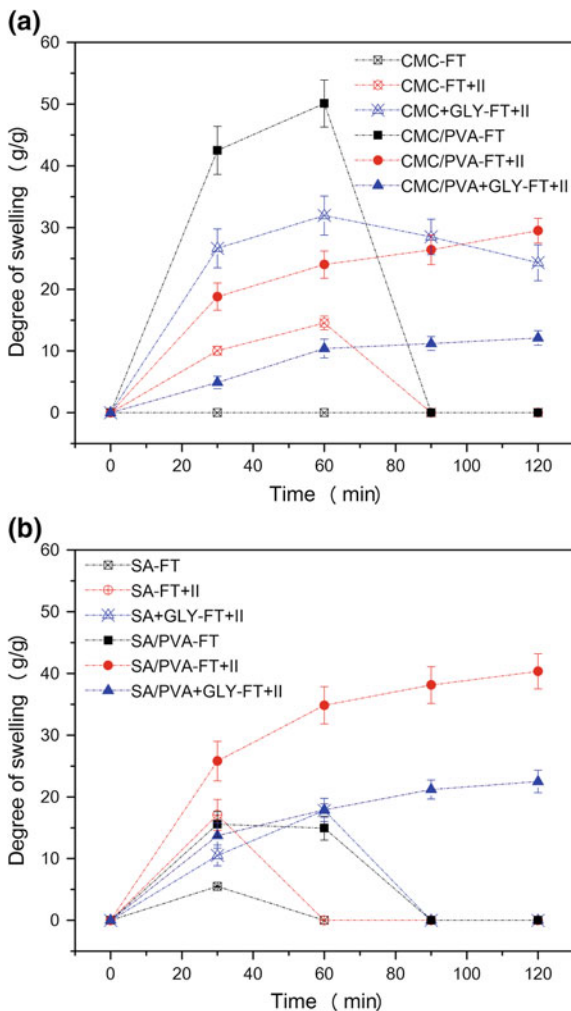 (a)
60
50
40
30
20
10
0
Degree of swelling (g/g)
CMC-FT
CMC-FT+II
CMC+GLY-FT+II
CMC/PVA-FT
CMC/PVA-FT+II
CMC/PVA+GLY-FT+II
0 20 40 60 80 100 120
Time ( min)
(b)
60
50
40
30
20
10
0
Degree of swelling (g/g)
SA-FT
SA-FT+II
SA+GLY-FT+II
SA/PVA-FT
SA/PVA-FT+II
SA/PVA+GLY-FT+II
0 20 40 60 80 100 120
Time ( min)